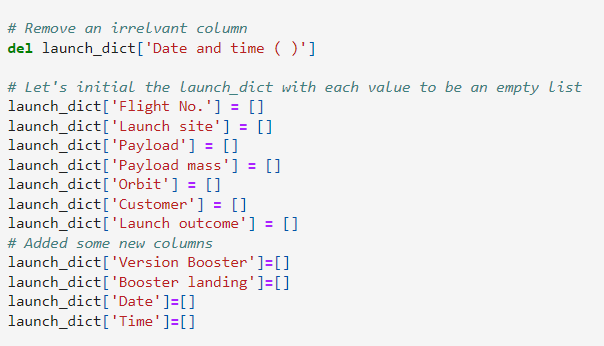 # Remove an irrelvant column
del launch_dict['Date and time ( )']
# Let's initial the launch_dict with each value to be an empty list
launch_dict['Flight No.'] = []
launch_dict['Launch site'] = []
launch_dict['Payload'] = []
launch_dict['Payload mass'] = []
launch_dict['Orbit'] = []
launch_dict['Customer'] = []
launch_dict['Launch outcome'] = []
# Added some new columns
launch_dict['Version Booster']=[]
launch_dict['Booster landing']=[]
launch_dict['Date']=[]
launch_dict['Time']=[]